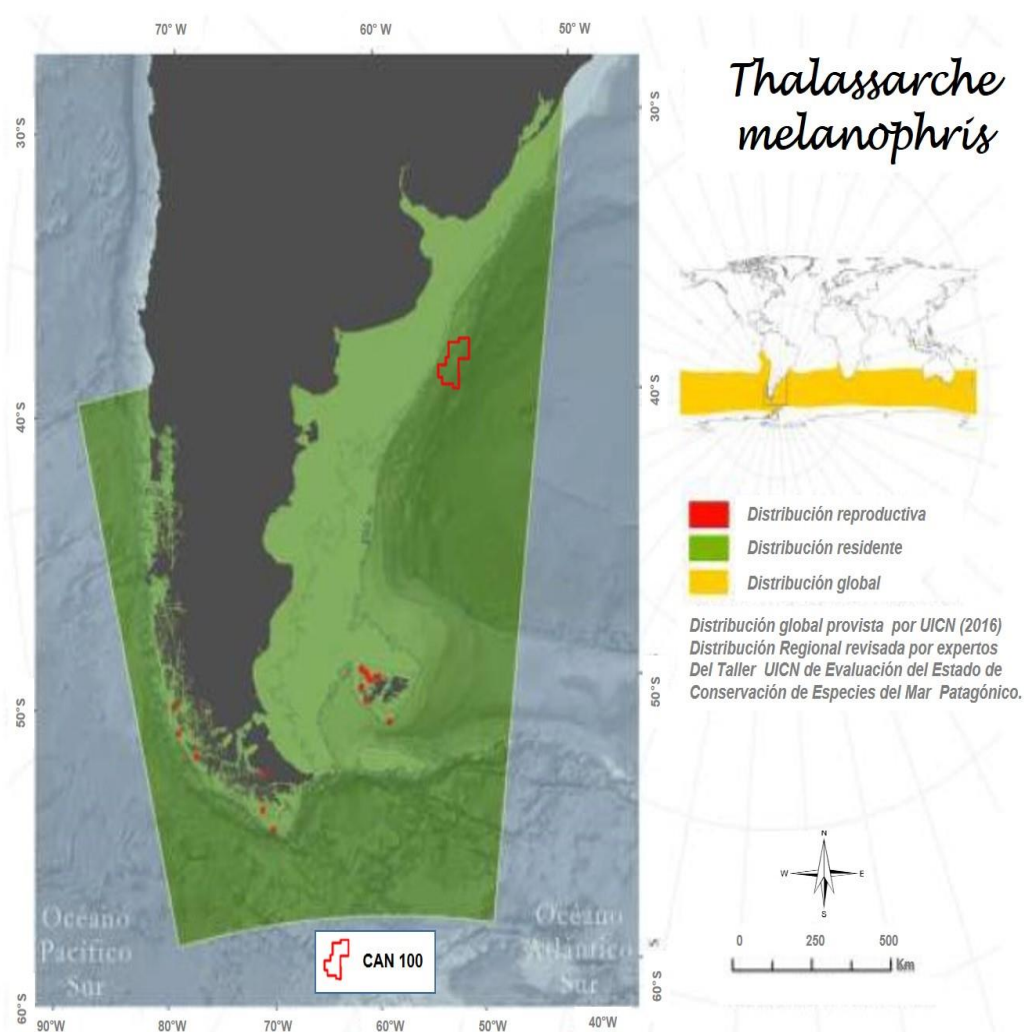 70° W 60° W 50° W
Thalassarche
melanophris
30°S
30°S
40°S
40°S
Distribución reproductiva
Distribución residente
Distribución global
Distribución global provista por UICN (2016)
Distribución Regional revisada por expertos
Del Taller UICN de Evaluación del Estado de
Conservación de Especies del Mar Patagónico.
50°S
50°S
N
W E
S
Océano
Pacífico
Sur
Océano
Atlántico
Sur
CAN 100
0 250 500
Km
60°S
60°S
S
90°W 80°W 70°W 60°W 50°W 40°W